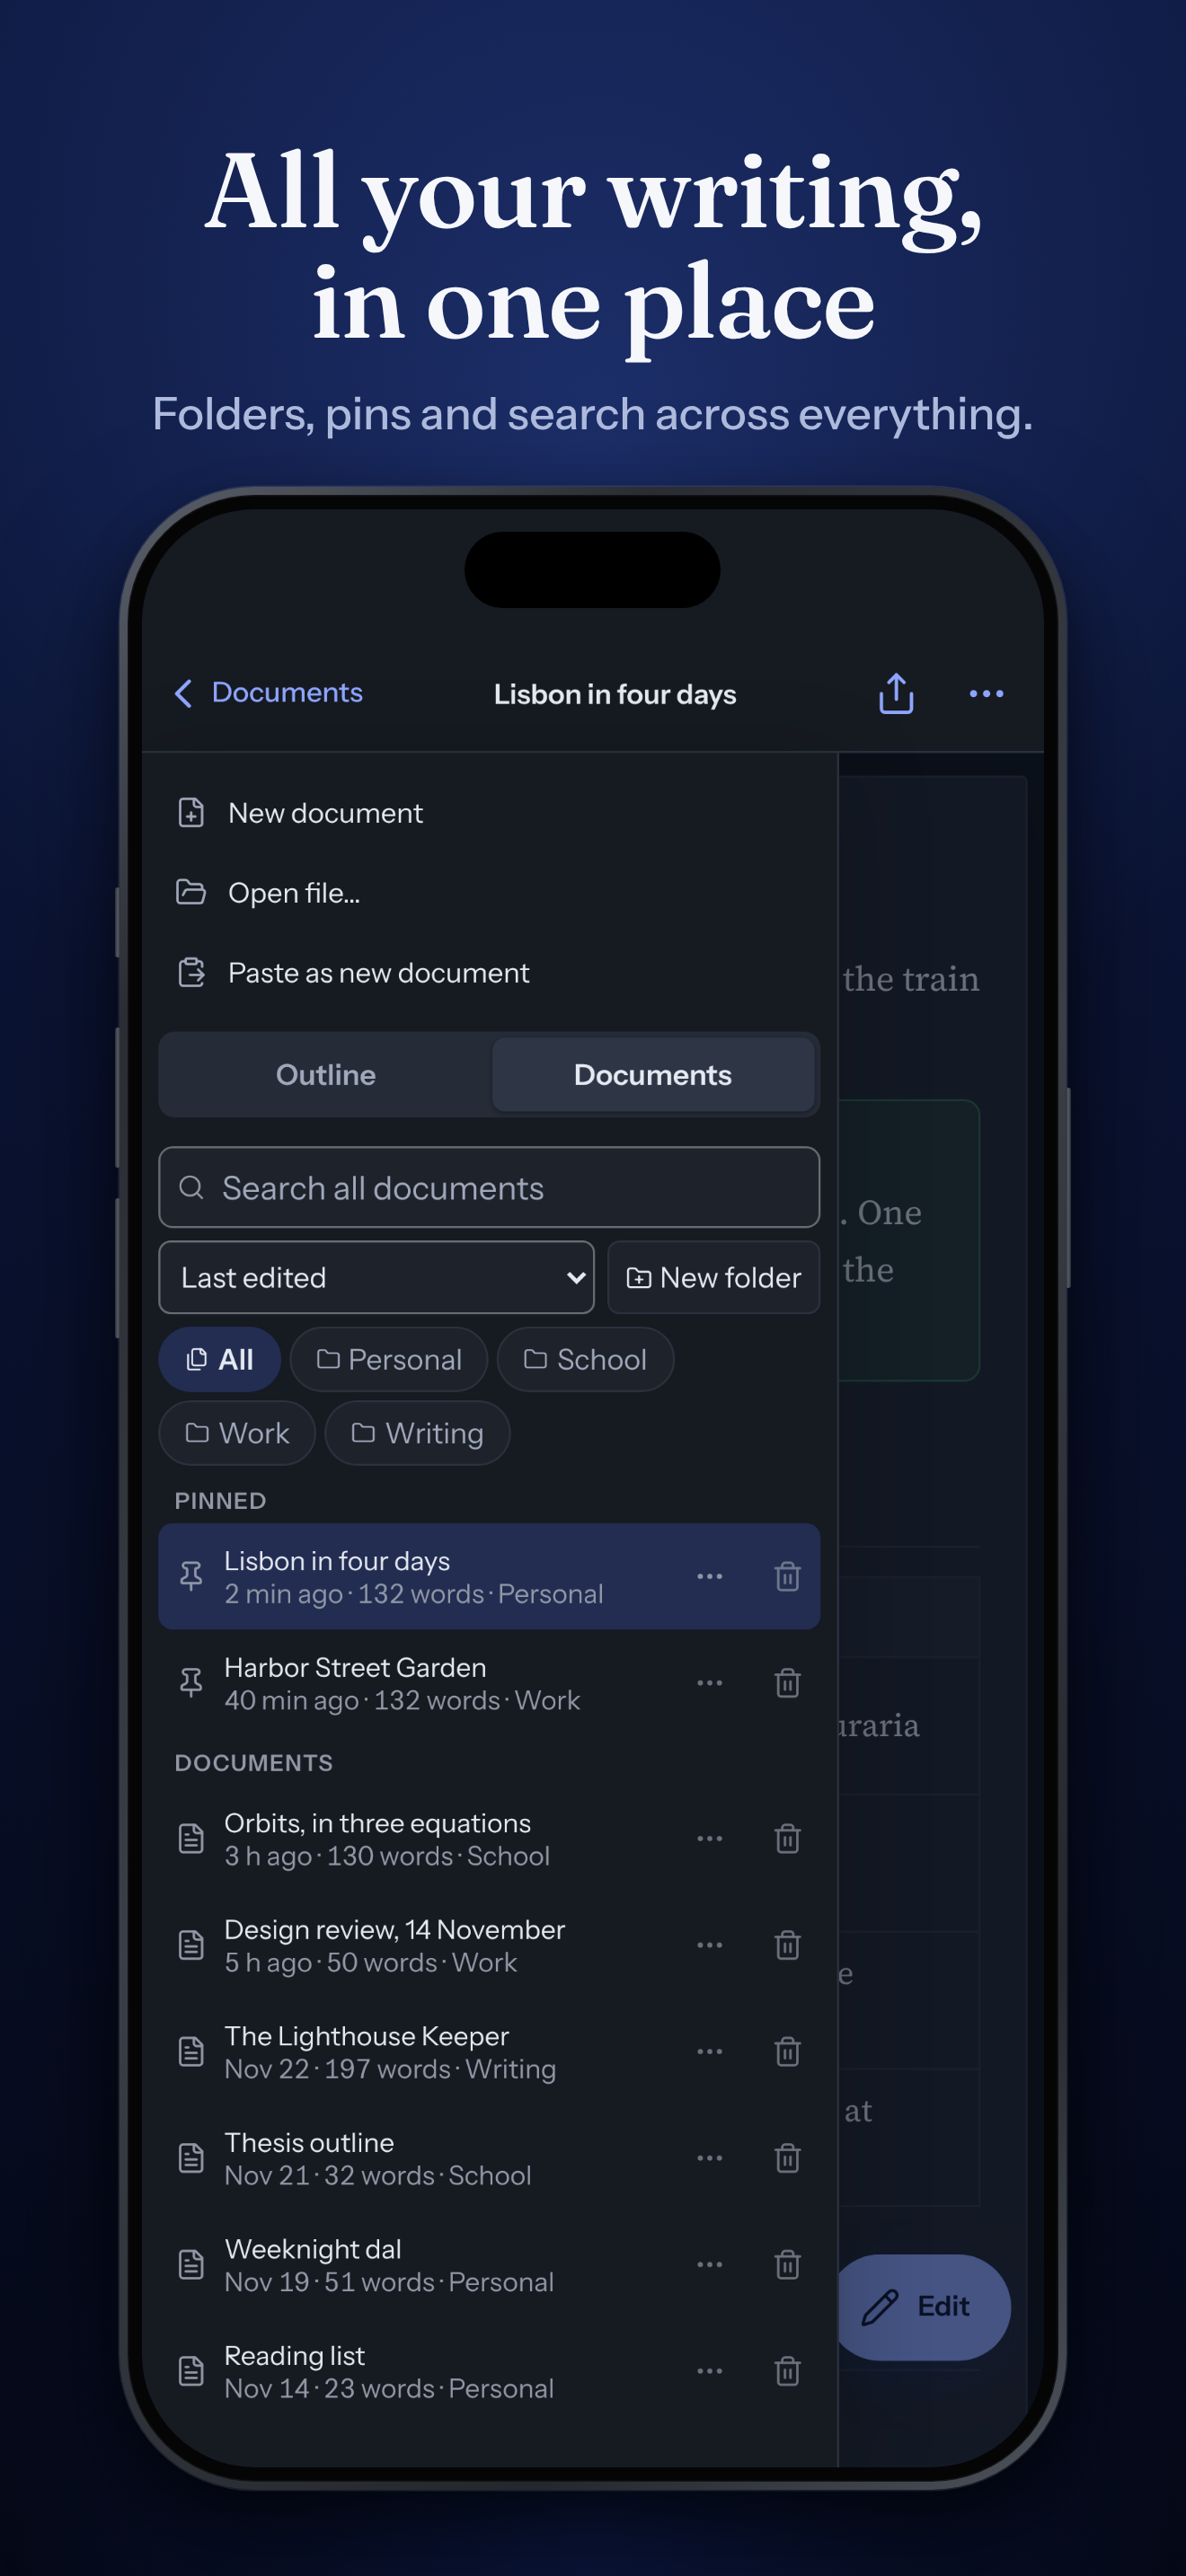 All your writing,
in one place
Folders, pins and search across everything.
Documents
Lisbon in four days
New document
Open file...
Paste as new document
the train
Outline
Documents
Search all documents
. One
the
Last edited
New folder
All
Personal
School
Work
Writing
PINNED
Lisbon in four days
2 min ago · 132 words · Personal
Harbor Street Garden
40 min ago · 132 words · Work
uraria
DOCUMENTS
Orbits, in three equations
3 h ago · 130 words · School
Design review, 14 November
5 h ago · 50 words · Work
e
The Lighthouse Keeper
Nov 22 · 197 words · Writing
at
Thesis outline
Nov 21 · 32 words · School
Weeknight dal
Nov 19 · 51 words · Personal
Edit
Reading list
Nov 14 · 23 words · Personal